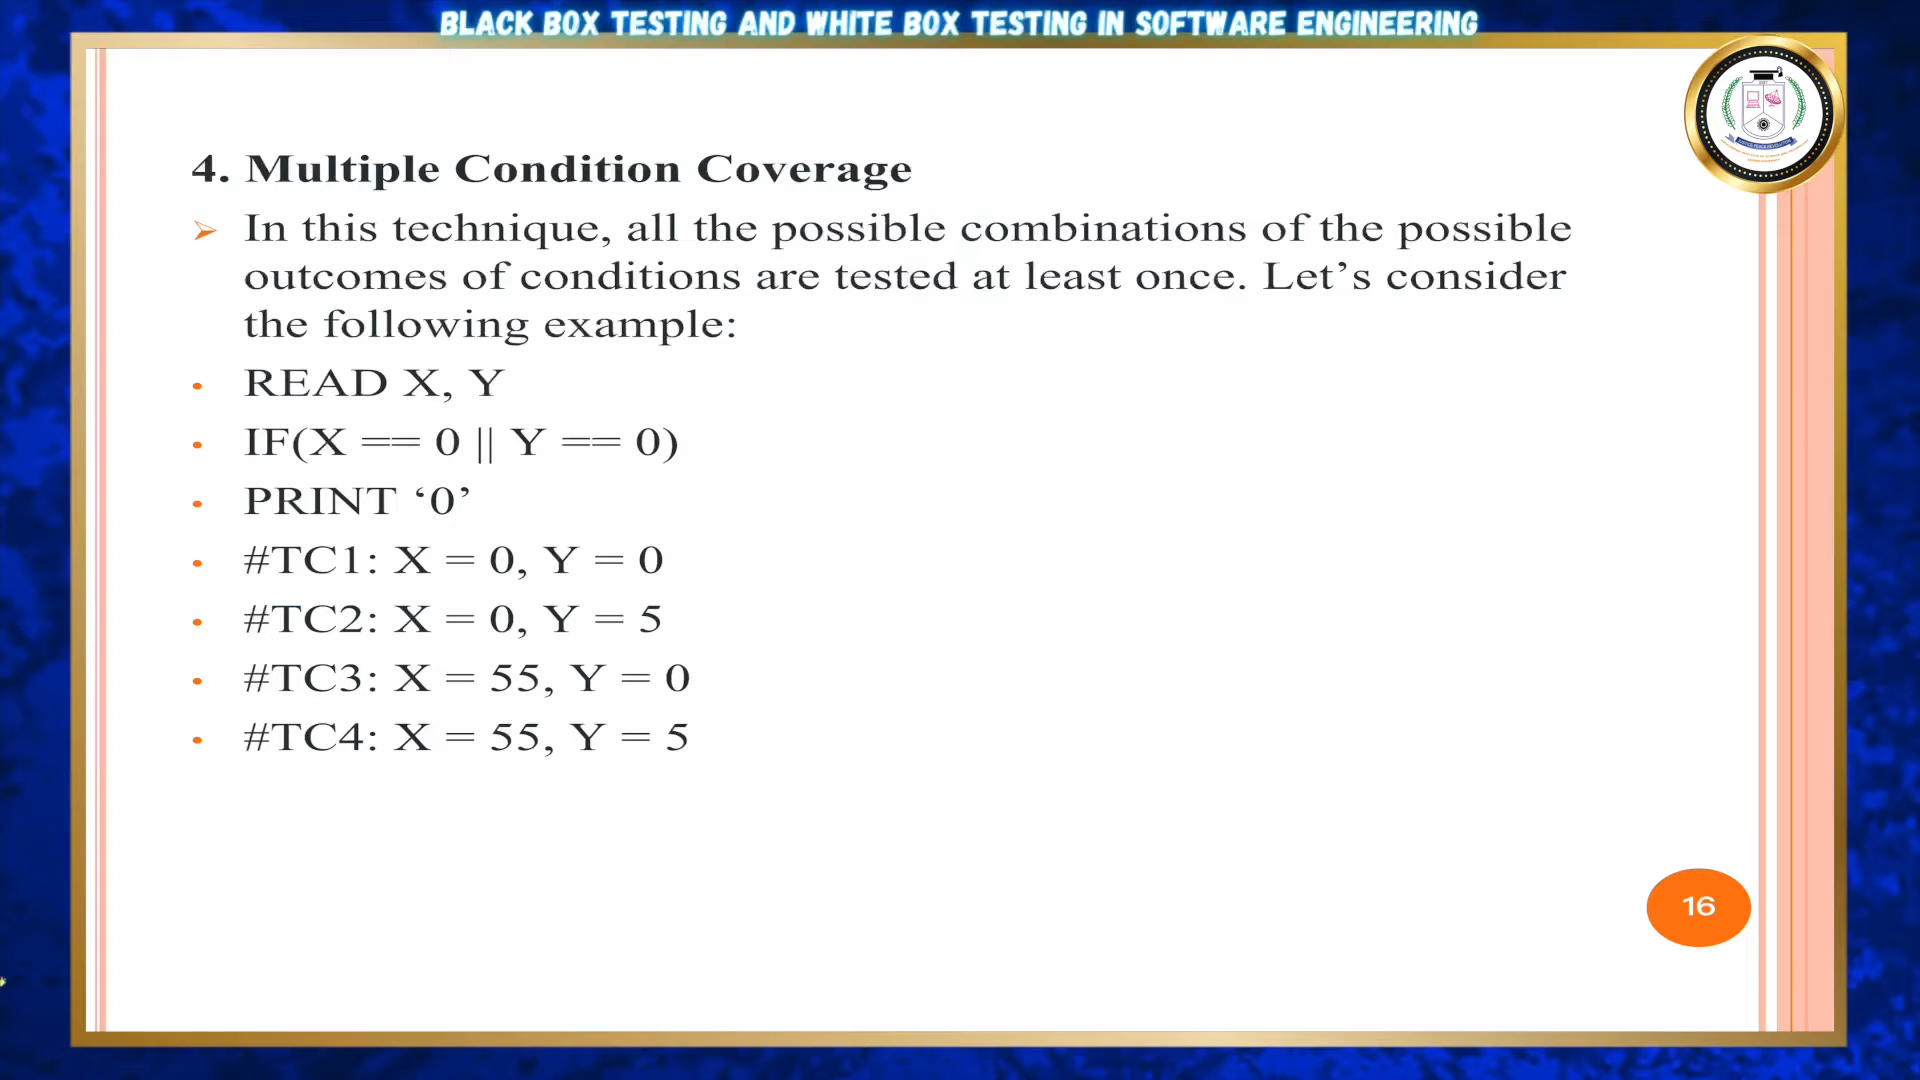 BLACK BOX TESTING AND WHITE BOX TESTING IN SOFTWARE ENGINEERING
4. Multiple Condition Coverage
➢ In this technique, all the possible combinations of the possible
outcomes of conditions are tested at least once. Let’s consider
the following example:
• READ X, Y
• IF(X == 0 || Y == 0)
• PRINT ‘0’
• #TC1: X = 0, Y = 0
• #TC2: X = 0, Y = 5
• #TC3: X = 55, Y = 0
• #TC4: X = 55, Y = 5
16